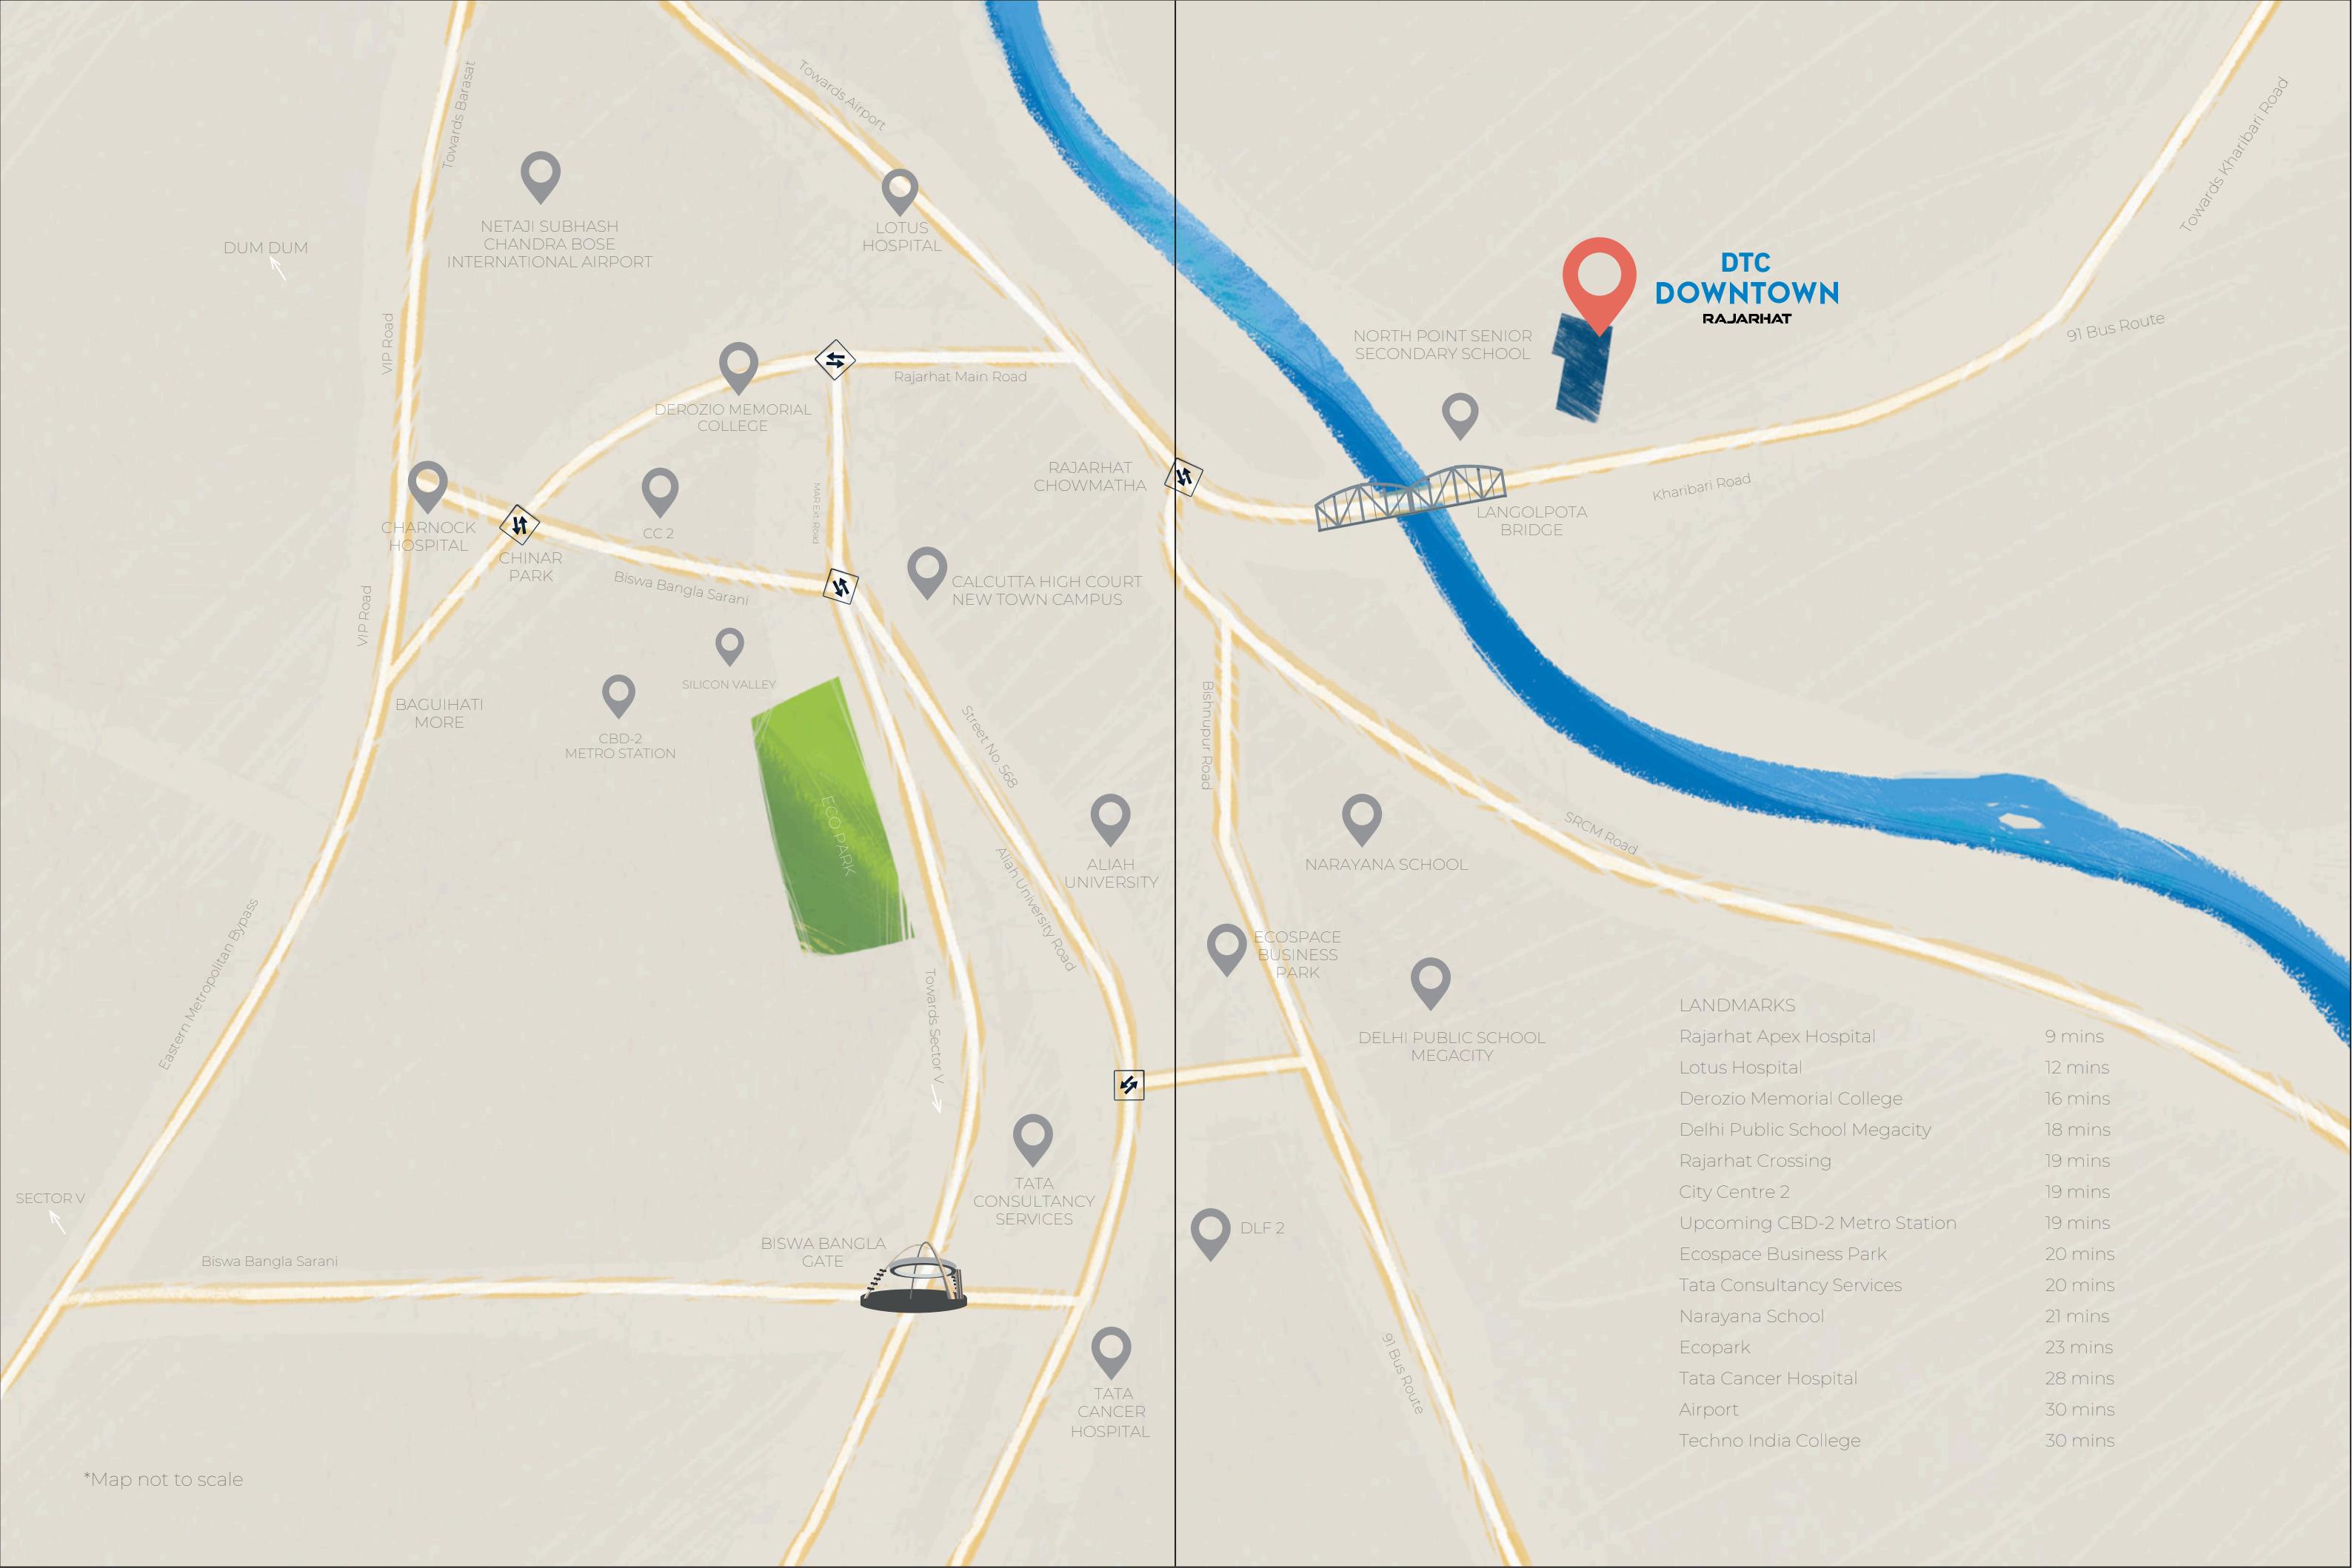 Towards Barasat
Towards Airport
Towards Kharibari Road
NETAJI SUBHASH
CHANDRA BOSE
INTERNATIONAL AIRPORT
DUM DUM
LOTUS
HOSPITAL
DTC
DOWNTOWN
RAJARHAT
VIP Road
NORTH POINT SENIOR
SECONDARY SCHOOL
91 Bus Route
Rajarhat Main Road
DEROZIO MEMORIAL
COLLEGE
RAJARHAT
CHOWMATHA
Kharibari Road
LANGOLPOTA
BRIDGE
CHARNOCK
HOSPITAL
CC 2
MAR Ext. Road
CHINAR
PARK
Biswa Bangla Sarani
CALCUTTA HIGH COURT
NEW TOWN CAMPUS
VIP Road
SILICON VALLEY
BAGUIHATI
MORE
CBD-2
METRO STATION
Street No. 568
Bishnupur Road
ECO PARK
SRCM Road
ALIAH
UNIVERSITY
NARAYANA SCHOOL
Aliah University Road
Eastern Metropolitan Bypass
ECOSPACE
BUSINESS
PARK
Towards Sector V
DELHI PUBLIC SCHOOL
MEGACITY
TATA
CONSULTANCY
SERVICES
SECTOR V
DLF 2
BISWA BANGLA
GATE
Biswa Bangla Sarani
91 Bus Route
TATA
CANCER
HOSPITAL
LANDMARKS
Rajarhat Apex Hospital 9 mins
Lotus Hospital 12 mins
Derozio Memorial College 16 mins
Delhi Public School Megacity 18 mins
Rajarhat Crossing 19 mins
City Centre 2 19 mins
Upcoming CBD-2 Metro Station 19 mins
Ecospace Business Park 20 mins
Tata Consultancy Services 20 mins
Narayana School 21 mins
Ecopark 23 mins
Tata Cancer Hospital 28 mins
Airport 30 mins
Techno India College 30 mins
*Map not to scale